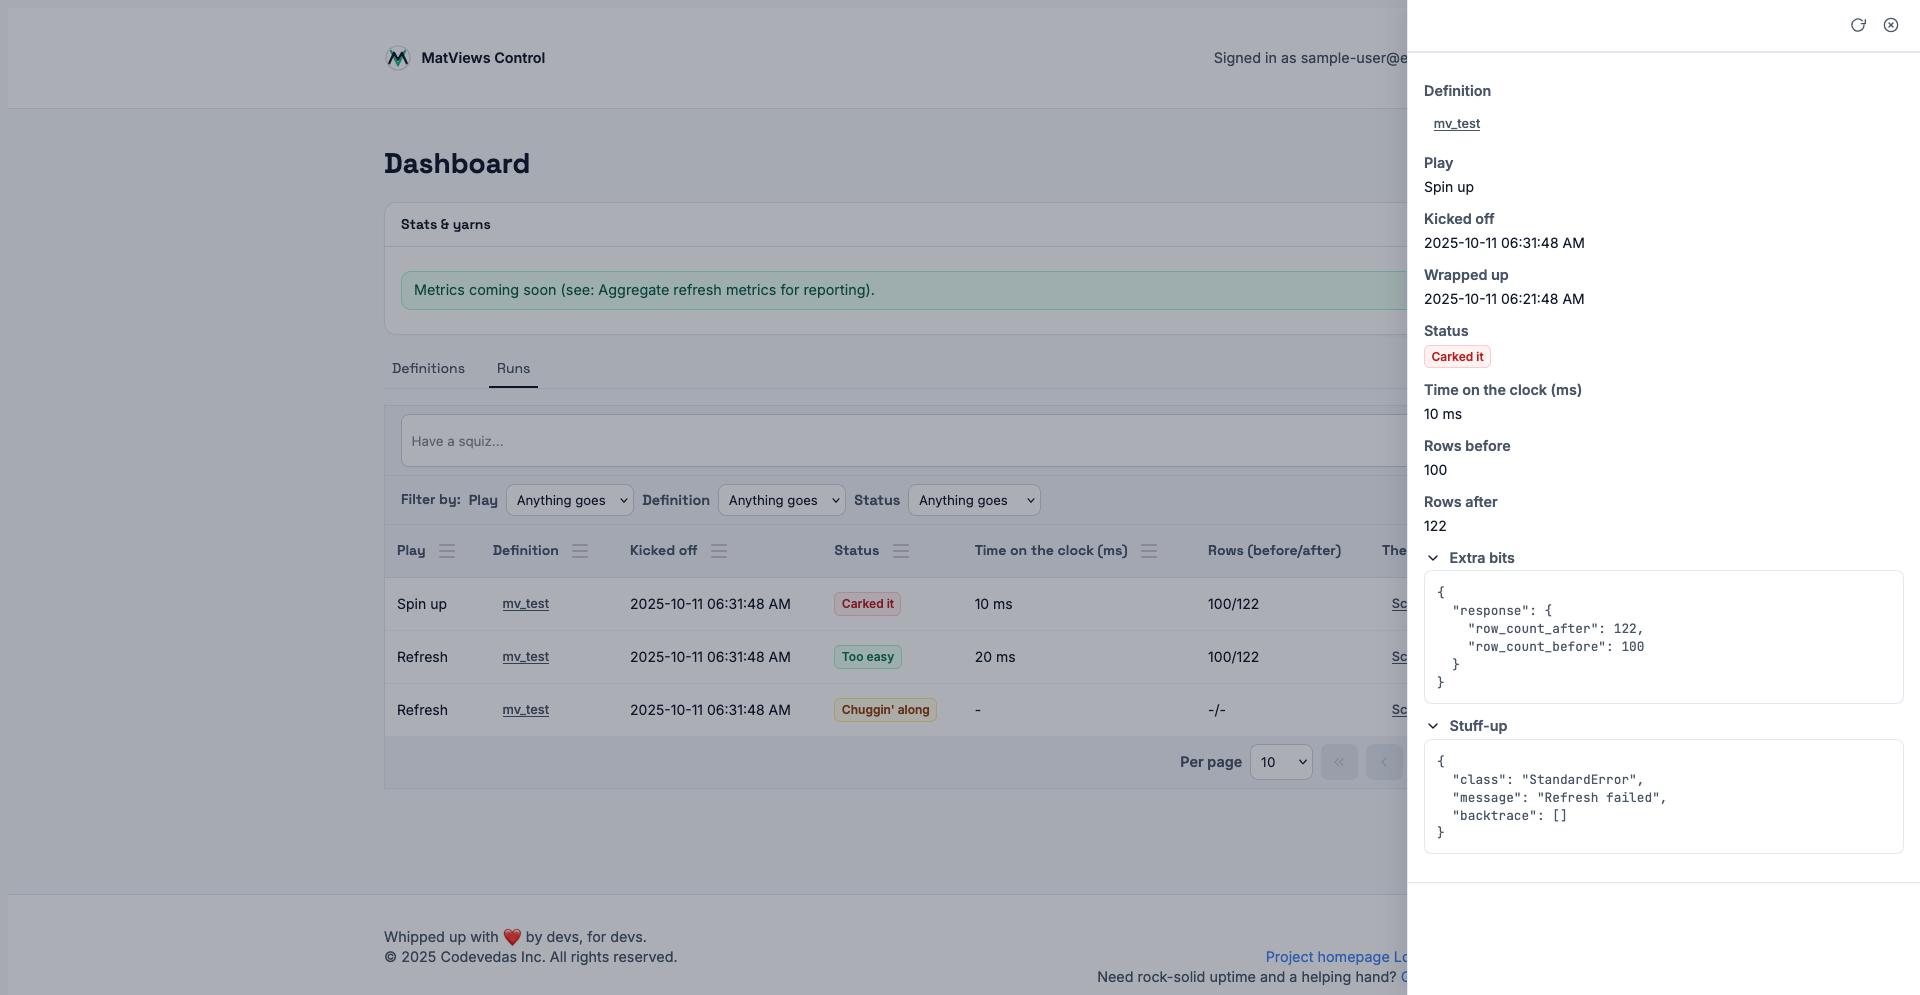 MatViews Control
Signed in as sample-user@e
Dashboard
Stats & yarns
Metrics coming soon (see: Aggregate refresh metrics for reporting).
Definitions
Runs
Have a squiz...
Filter by: Play Anything goes Definition Anything goes Status Anything goes
Play Definition Kicked off Status Time on the clock (ms) Rows (before/after) The
Spin up mv_test 2025-10-11 06:31:48 AM Carked it 10 ms 100/122 Sc
Refresh mv_test 2025-10-11 06:31:48 AM Too easy 20 ms 100/122 Sc
Refresh mv_test 2025-10-11 06:31:48 AM Chuggin' along - -/- Sc
Per page 10 « ‹
Whipped up with ❤️ by devs, for devs.
© 2025 Codevedas Inc. All rights reserved.
Project homepage Lo
Need rock-solid uptime and a helping hand?
Definition
mv_test
Play
Spin up
Kicked off
2025-10-11 06:31:48 AM
Wrapped up
2025-10-11 06:21:48 AM
Status
Carked it
Time on the clock (ms)
10 ms
Rows before
100
Rows after
122
Extra bits
{
  "response": {
    "row_count_after": 122,
    "row_count_before": 100
  }
}
Stuff-up
{
  "class": "StandardError",
  "message": "Refresh failed",
  "backtrace": []
}